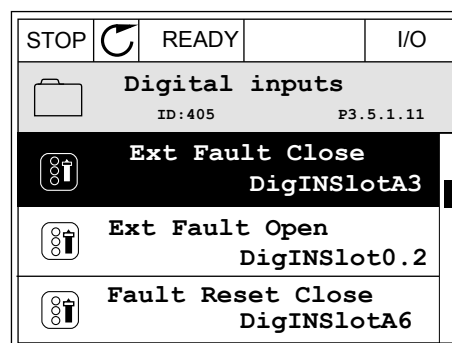 STOP READY I/O
Digital inputs
ID:405 P3.5.1.11
Ext Fault Close
DigINSlotA3
Ext Fault Open
DigINSlot0.2
Fault Reset Close
DigINSlotA6